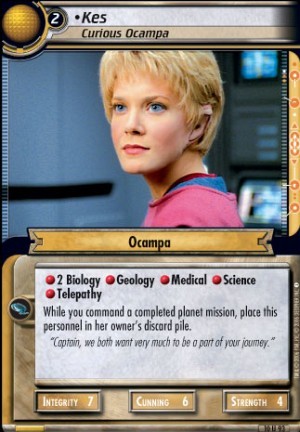 2 •Kes
Curious Ocampa
Ocampa
2 Biology Geology Medical Science
Telepathy
While you command a completed planet mission, place this
personnel in her owner's discard pile.
"Captain, we both want very much to be a part of your journey."
Integrity 7 Cunning 6 Strength 4